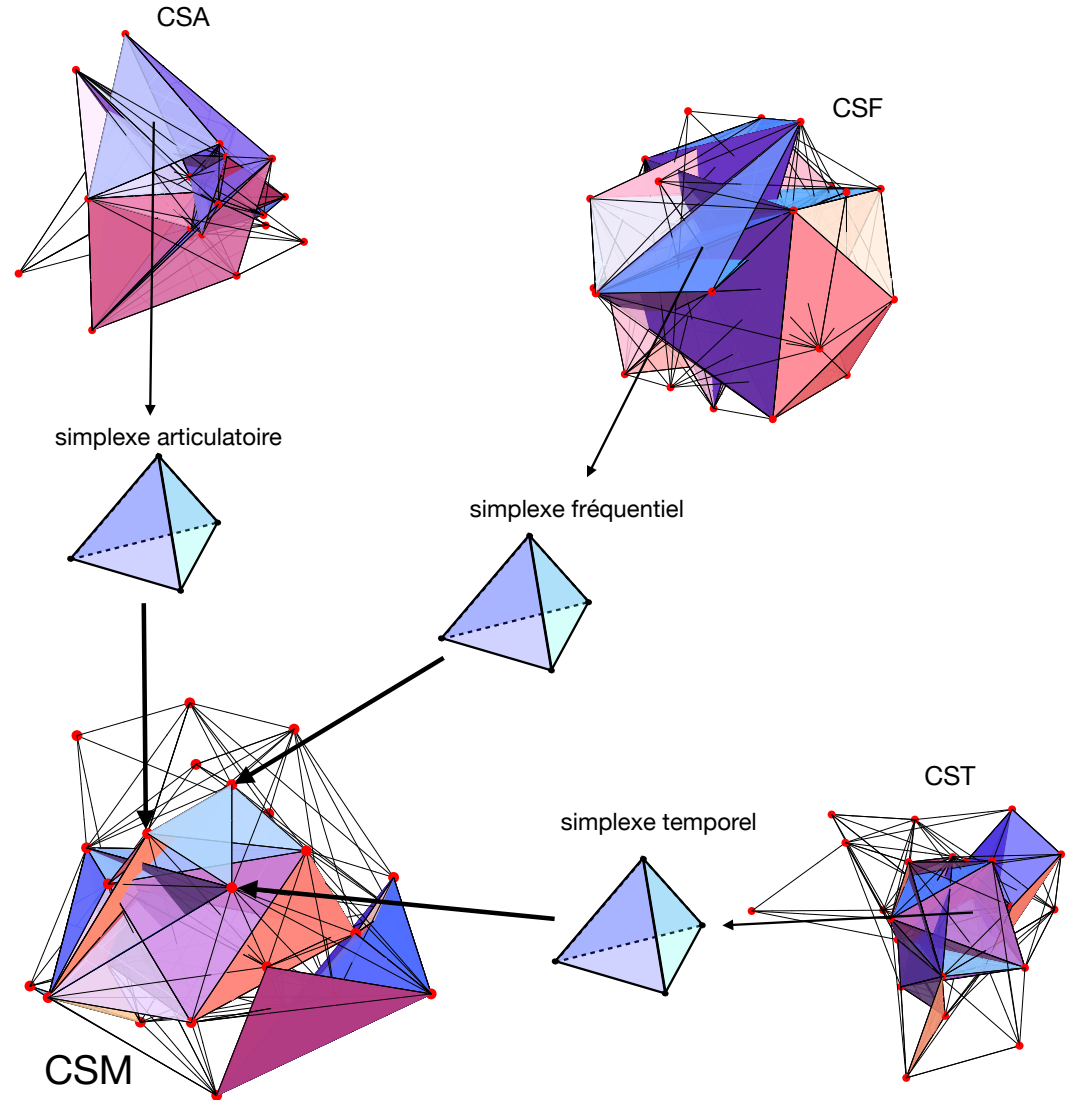 CSA
CSF
simplexe articulatoire
simplexe fréquentiel
CST
simplexe temporel
CSM